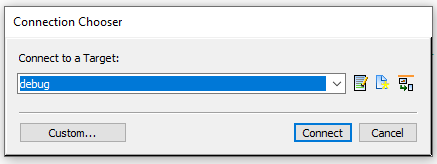 Connection Chooser
Connect to a Target:
debug
Custom... Connect Cancel